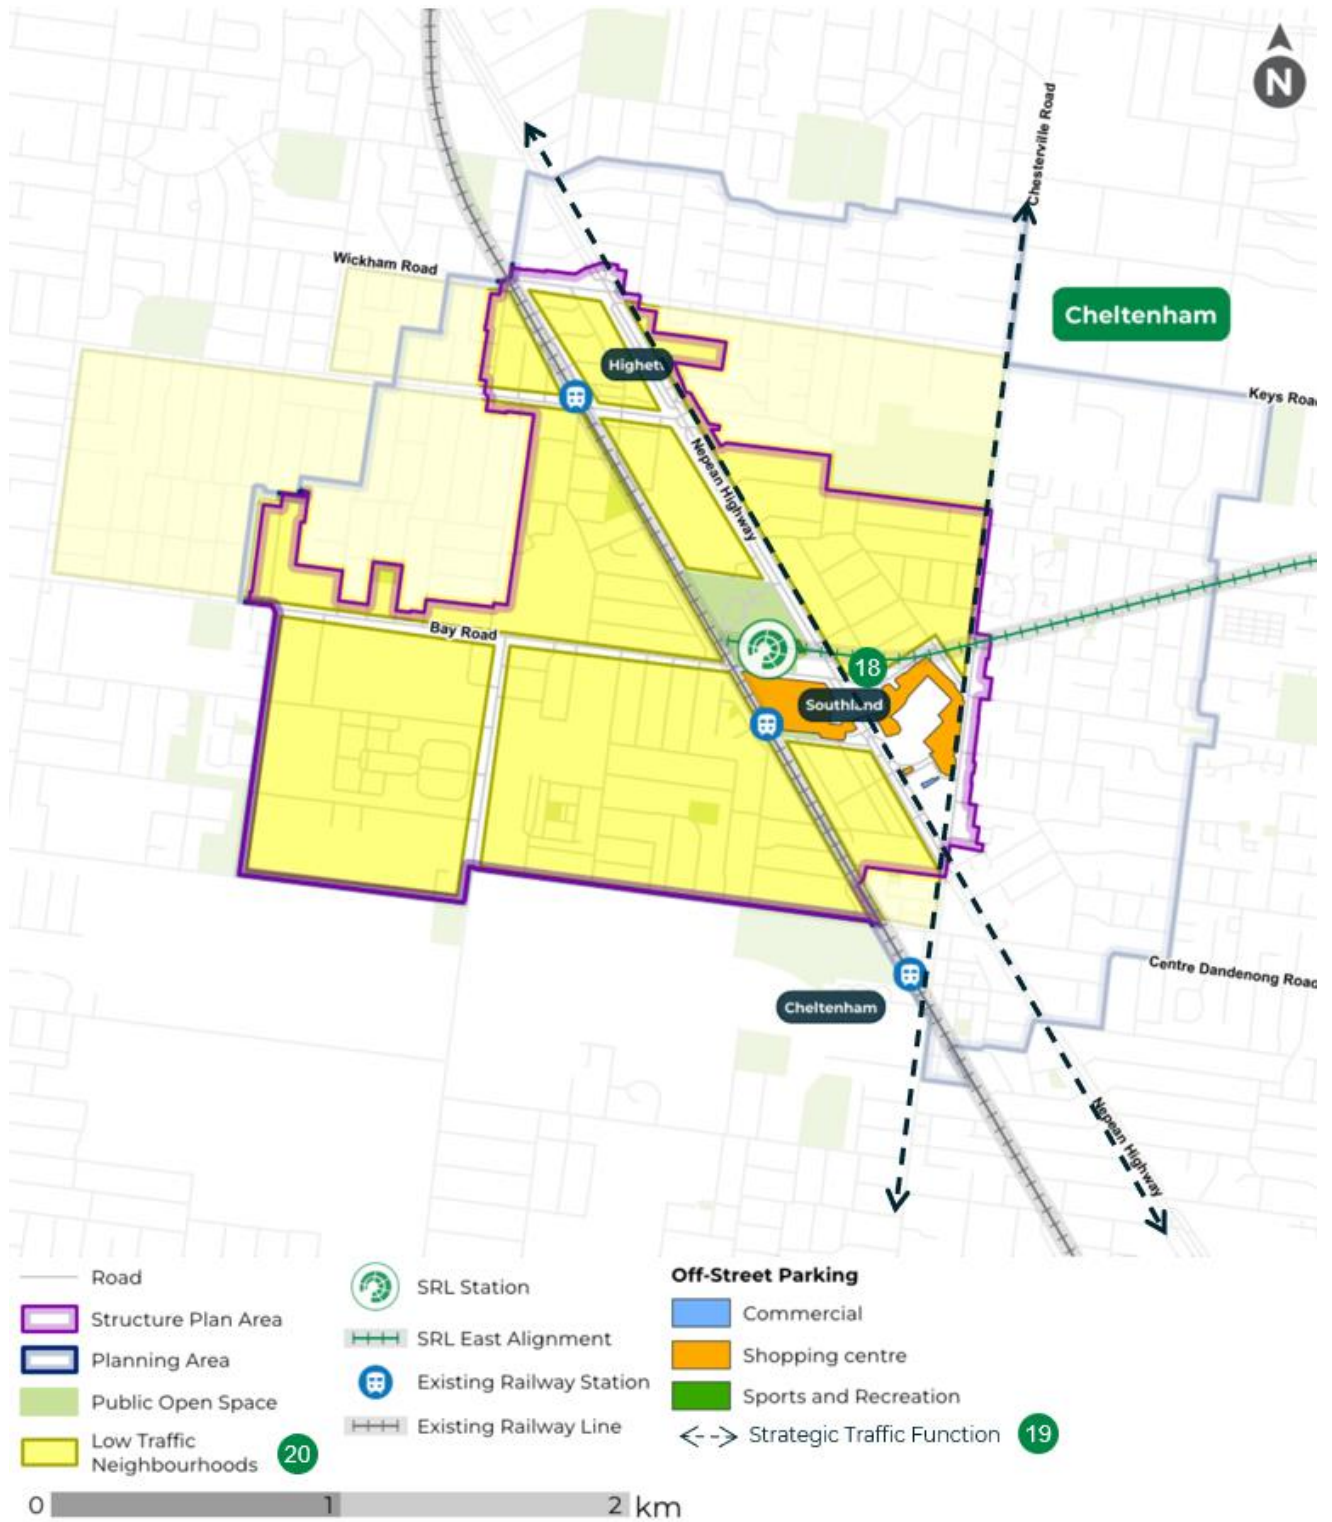 N
Chesterville Road
Wickham Road
Cheltenham
Highett
Keys Road
Nepean Highway
Bay Road
18
Southland
Centre Dandenong Road
Cheltenham
Nepean Highway
Road
Structure Plan Area
Planning Area
Public Open Space
Low Traffic
Neighbourhoods
20
SRL Station
SRL East Alignment
Existing Railway Station
Existing Railway Line
Off-Street Parking
Commercial
Shopping centre
Sports and Recreation
Strategic Traffic Function
19
0 1 2 km